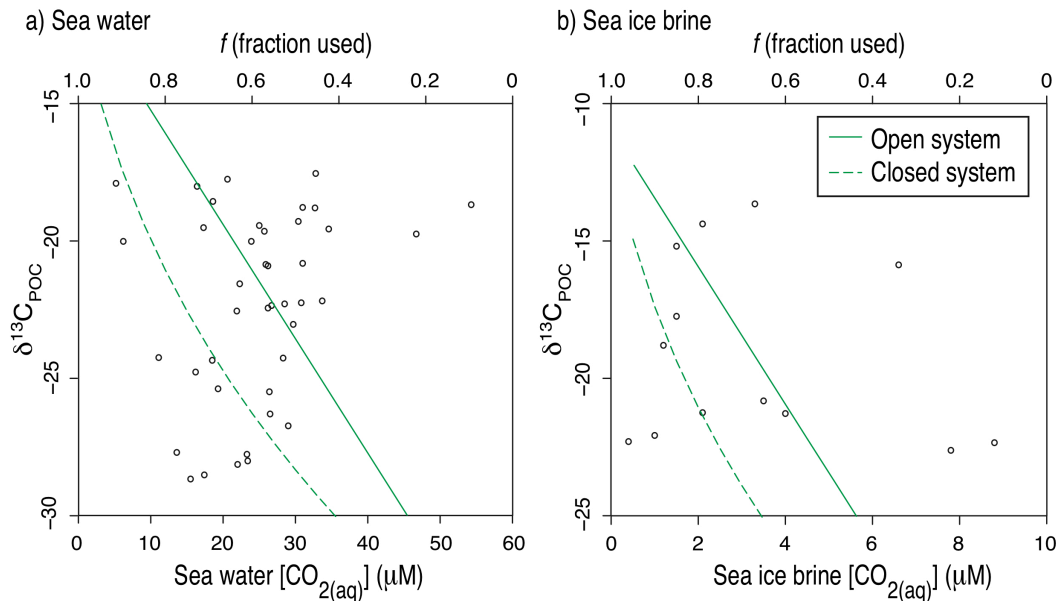 a) Sea water
f (fraction used)
1.0 0.8 0.6 0.4 0.2 0
−15
−20
−25
−30
δ¹³C_POC
0 10 20 30 40 50 60
Sea water [CO₂₍aq₎] (μM)
b) Sea ice brine
f (fraction used)
1.0 0.8 0.6 0.4 0.2 0
−10
−15
−20
−25
δ¹³C_POC
Open system
Closed system
0 2 4 6 8 10
Sea ice brine [CO₂₍aq₎] (μM)